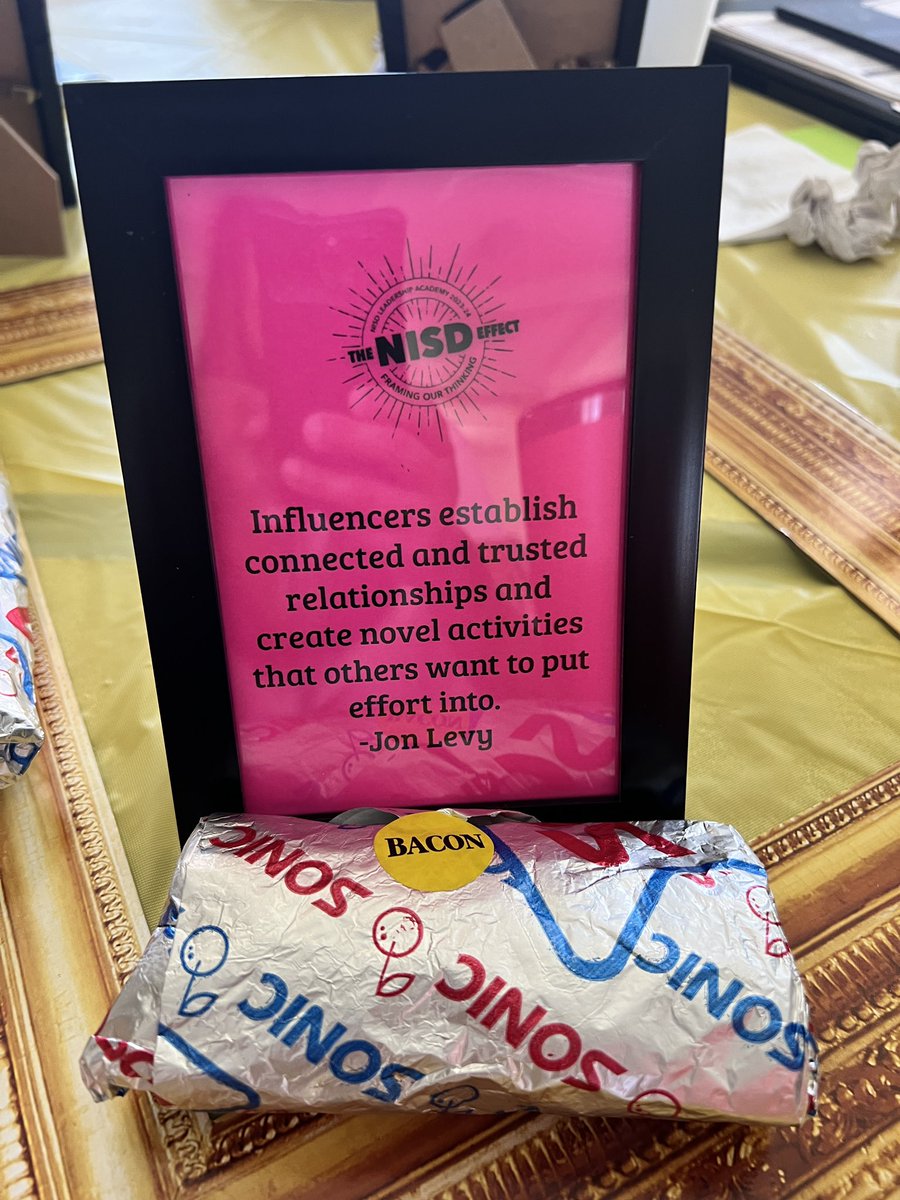 NISD LEADERSHIP ACADEMY 2023-24
THE NISD EFFECT
FRAMING OUR THINKING
Influencers establish
connected and trusted
relationships and
create novel activities
that others want to put
effort into.
-Jon Levy
BACON
SONIC
SONIC
SONIC
SONIC